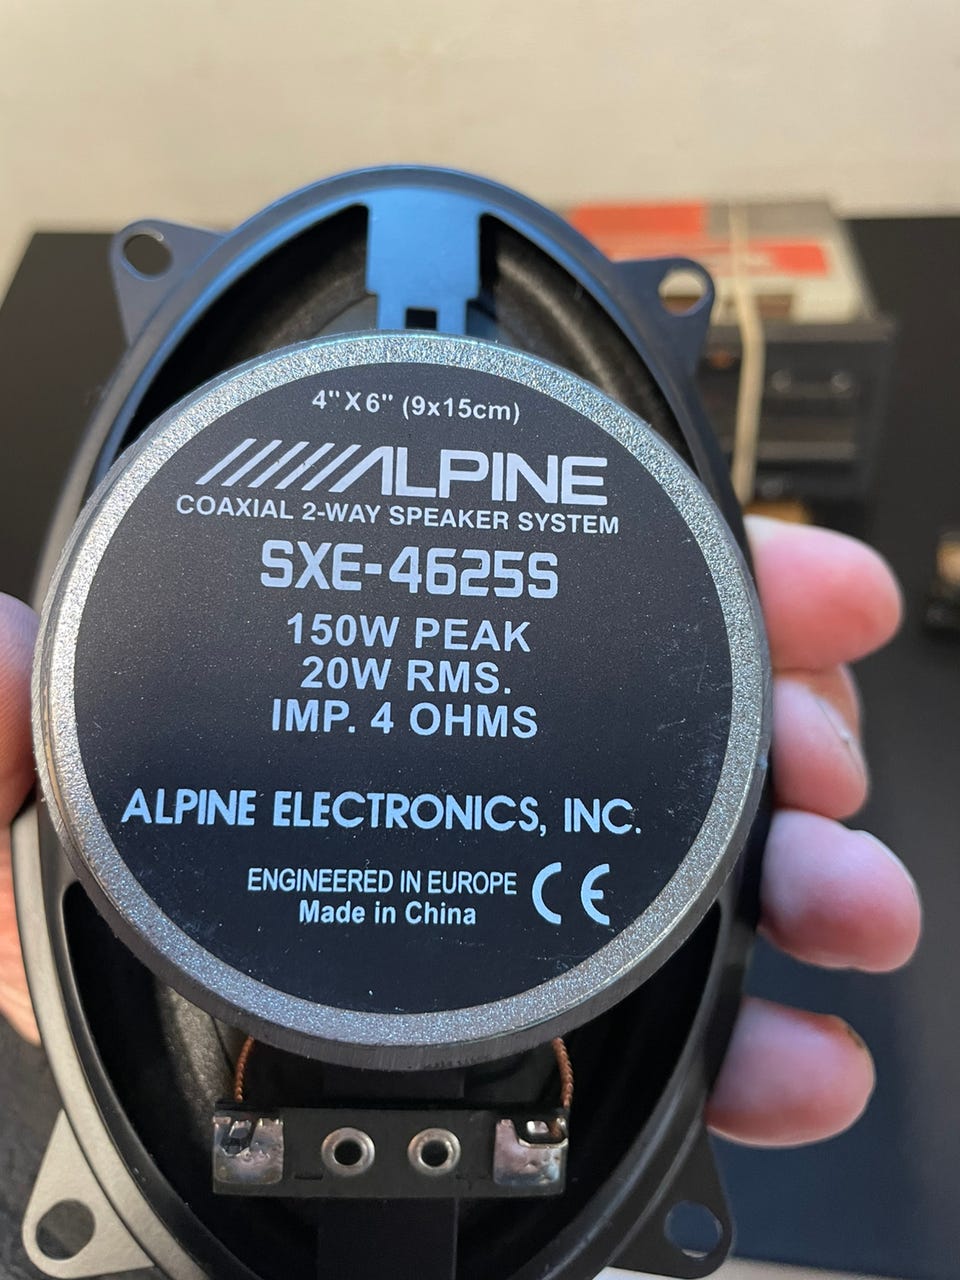 4" X 6" (9x15cm)
ALPINE
COAXIAL 2-WAY SPEAKER SYSTEM
SXE-4625S
150W PEAK
20W RMS.
IMP. 4 OHMS
ALPINE ELECTRONICS, INC.
ENGINEERED IN EUROPE
Made in China
CE